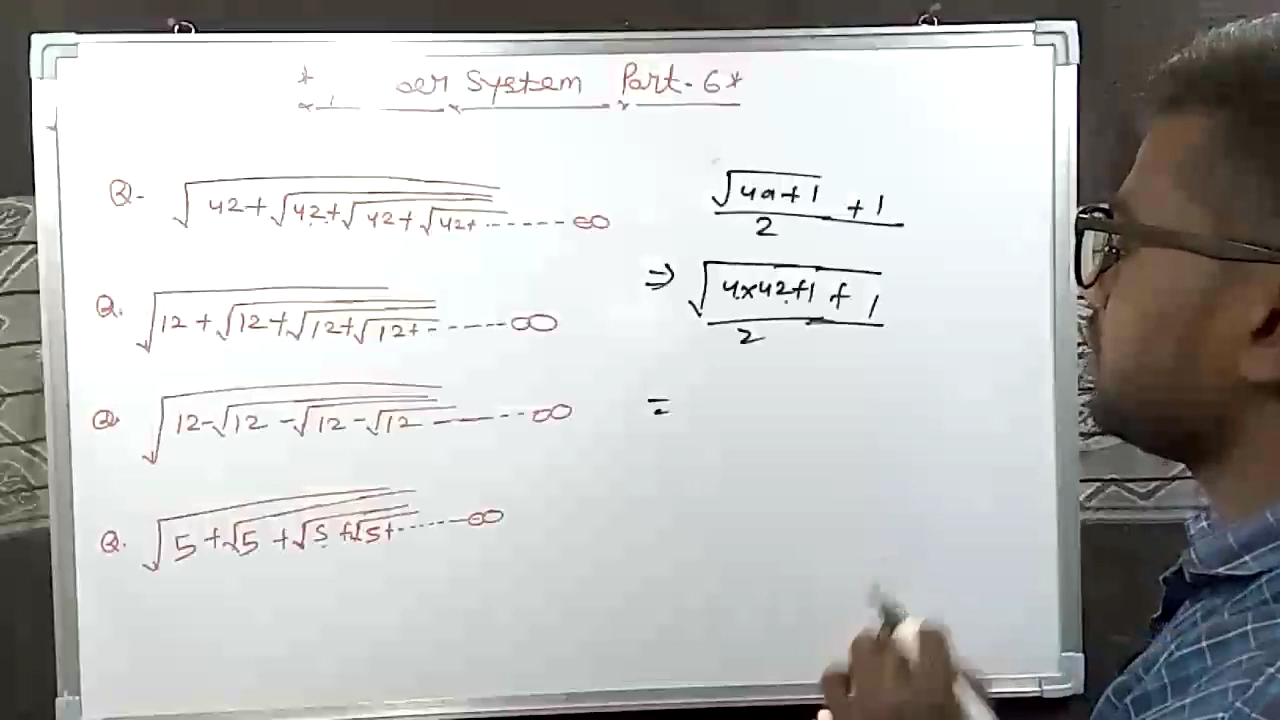 * System Part-6 *
Q- √42+√42+√42+√42+ ------- ∞
Q. √12+√12+√12+√12+ ------- ∞
Q. √12-√12-√12-√12 ------- ∞
Q. √5+√5+√5+√5+ ------- ∞
√4a+1 + 1
2
⇒ √4×42+1 + 1
2
=